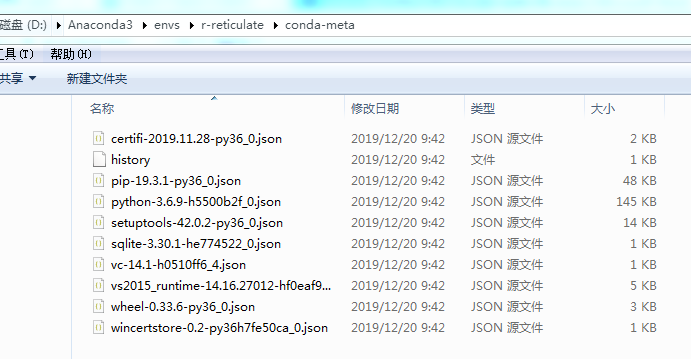 磁盘 (D:) ▸ Anaconda3 ▸ envs ▸ r-reticulate ▸ conda-meta
工具(T) 帮助(H)
共享 新建文件夹
名称 修改日期 类型 大小
certifi-2019.11.28-py36_0.json 2019/12/20 9:42 JSON 源文件 2 KB
history 2019/12/20 9:42 文件 1 KB
pip-19.3.1-py36_0.json 2019/12/20 9:42 JSON 源文件 48 KB
python-3.6.9-h5500b2f_0.json 2019/12/20 9:42 JSON 源文件 145 KB
setuptools-42.0.2-py36_0.json 2019/12/20 9:42 JSON 源文件 14 KB
sqlite-3.30.1-he774522_0.json 2019/12/20 9:42 JSON 源文件 1 KB
vc-14.1-h0510ff6_4.json 2019/12/20 9:42 JSON 源文件 1 KB
vs2015_runtime-14.16.27012-hf0eaf9... 2019/12/20 9:42 JSON 源文件 5 KB
wheel-0.33.6-py36_0.json 2019/12/20 9:42 JSON 源文件 3 KB
wincertstore-0.2-py36h7fe50ca_0.json 2019/12/20 9:42 JSON 源文件 1 KB